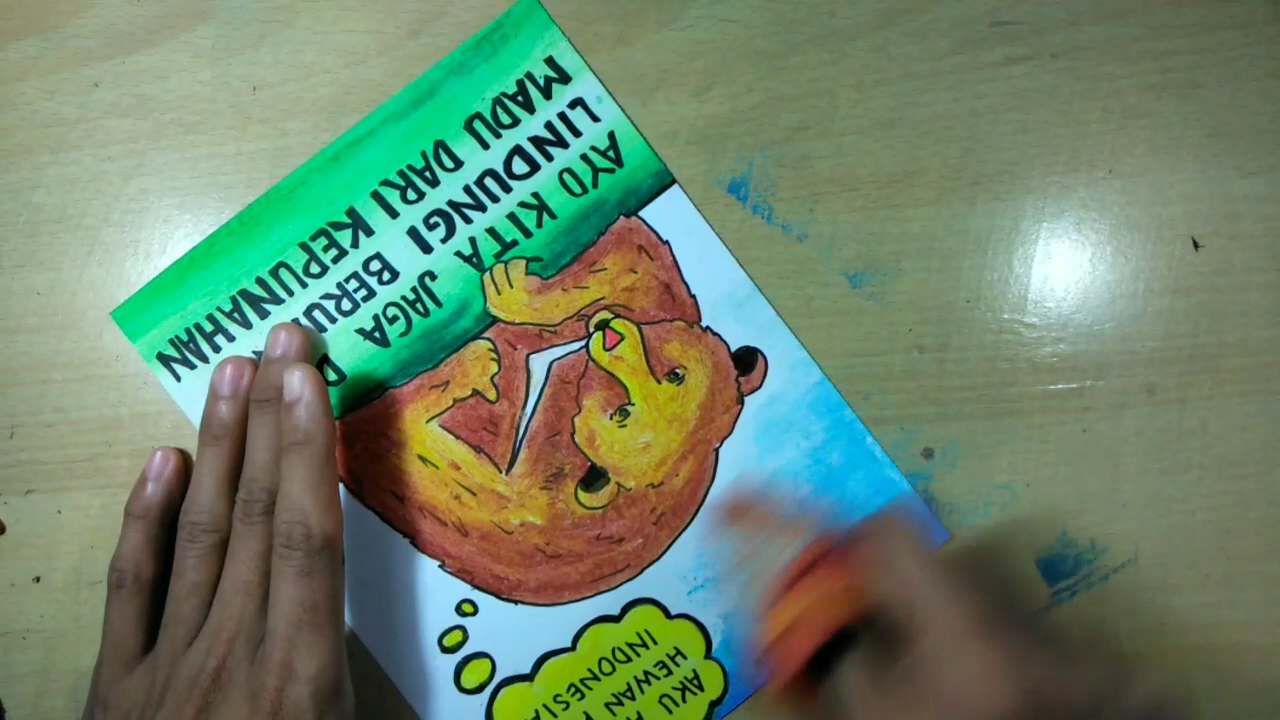 AKU
HEWAN
INDONESIA
AYO KITA JAGA
LINDUNGI
MADU DARI KEPUNAHAN